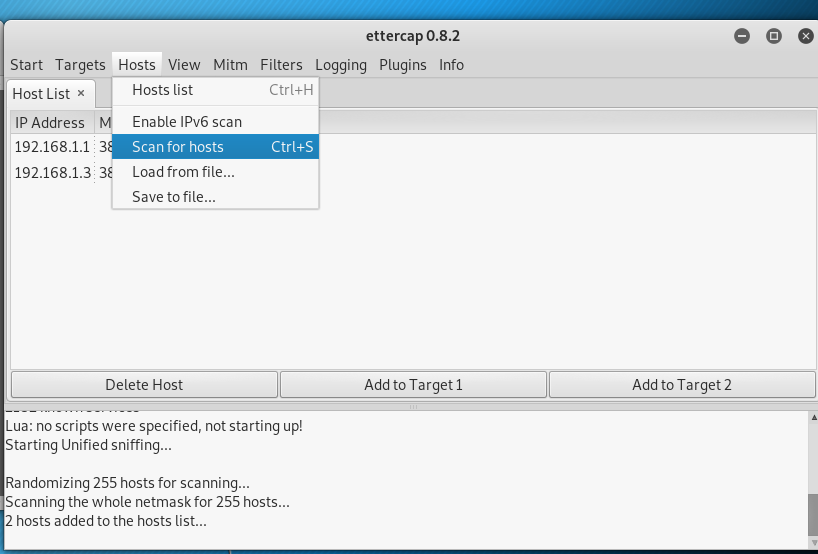 ettercap 0.8.2
Start Targets Hosts View Mitm Filters Logging Plugins Info
Host List ×
Hosts list Ctrl+H
Enable IPv6 scan
Scan for hosts Ctrl+S
Load from file...
Save to file...
IP Address M
192.168.1.1 38
192.168.1.3 38
Delete Host Add to Target 1 Add to Target 2
Lua: no scripts were specified, not starting up!
Starting Unified sniffing...
Randomizing 255 hosts for scanning...
Scanning the whole netmask for 255 hosts...
2 hosts added to the hosts list...